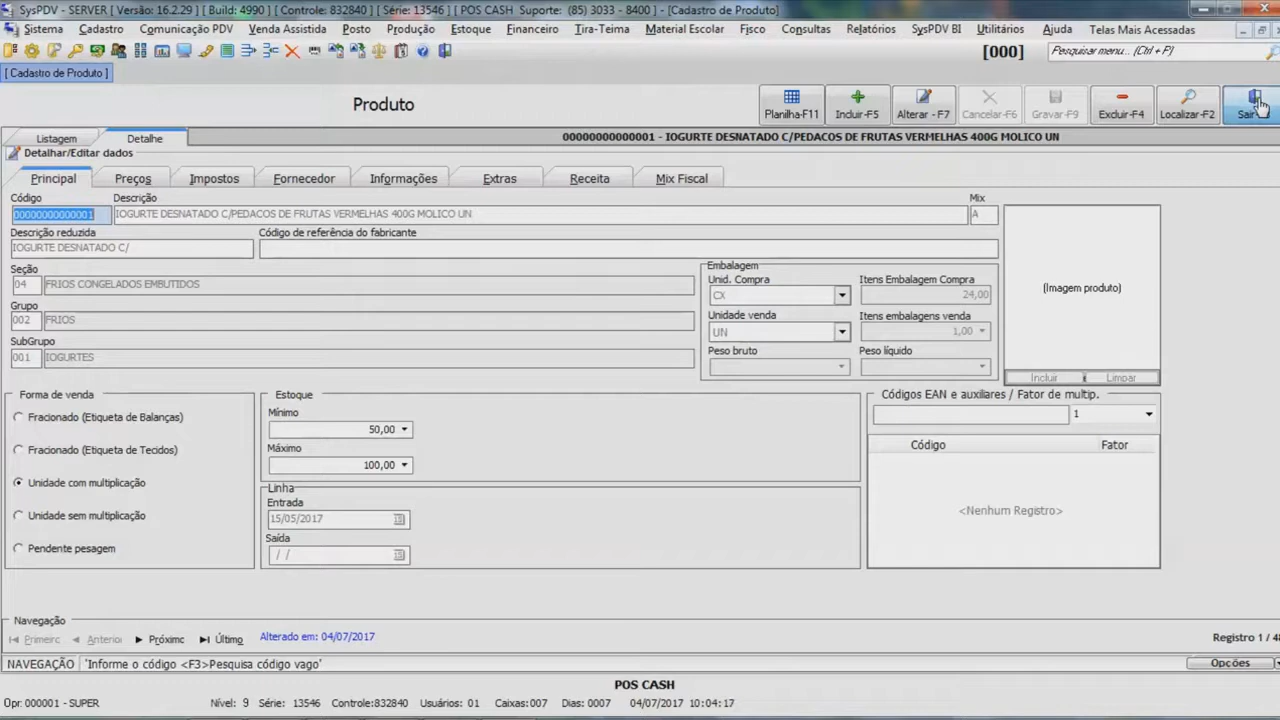 SysPDV - SERVER [ Versão: 16.2.29 ] [ Build: 4990 ] [ Controle: 832840 ] [ Série: 13546 ] [ POS CASH Suporte: (85) 3033 - 8400 ] - [Cadastro de Produto]
Sistema Cadastro Comunicação PDV Venda Assistida Posto Produção Estoque Financeiro Tira-Teima Material Escolar Fisco Consultas Relatórios SysPDV BI Utilitários Ajuda Telas Mais Acessadas
[000] Pesquisar menu.. (Ctrl + P)
[ Cadastro de Produto ]
Produto
Planilha-F11 Incluir-F5 Alterar - F7 Cancelar-F6 Gravar-F9 Excluir-F4 Localizar-F2 Sair
Listagem Detalhe 00000000000001 - IOGURTE DESNATADO C/PEDACOS DE FRUTAS VERMELHAS 400G MOLICO UN
Detalhar/Editar dados
Principal Preços Impostos Fornecedor Informações Extras Receita Mix Fiscal
Código Descrição Mix
00000000000001 IOGURTE DESNATADO C/PEDACOS DE FRUTAS VERMELHAS 400G MOLICO UN A
Descrição reduzida Código de referência do fabricante
IOGURTE DESNATADO C/
Seção
04 FRIOS CONGELADOS EMBUTIDOS
Grupo
002 FRIOS
SubGrupo
001 IOGURTES
Embalagem
Unid. Compra Itens Embalagem Compra
CX 24,00
Unidade venda Itens embalagens venda
UN 1,00
Peso bruto Peso líquido
(Imagem produto)
Incluir Limpar
Forma de venda
Fracionado (Etiqueta de Balanças)
Fracionado (Etiqueta de Tecidos)
Unidade com multiplicação
Unidade sem multiplicação
Pendente pesagem
Estoque
Mínimo
50,00
Máximo
100,00
Linha
Entrada
15/05/2017
Saída
/ /
Códigos EAN e auxiliares / Fator de multip.
1
Código Fator
<Nenhum Registro>
Navegação
Primeirc Anterioi Próximc Último Alterado em: 04/07/2017 Registro 1 / 48
NAVEGAÇÃO 'Informe o código <F3>Pesquisa código vago' Opções
POS CASH
Opr: 000001 - SUPER Nível: 9 Série: 13546 Controle:832840 Usuários: 01 Caixas:007 Dias: 0007 04/07/2017 10:04:17